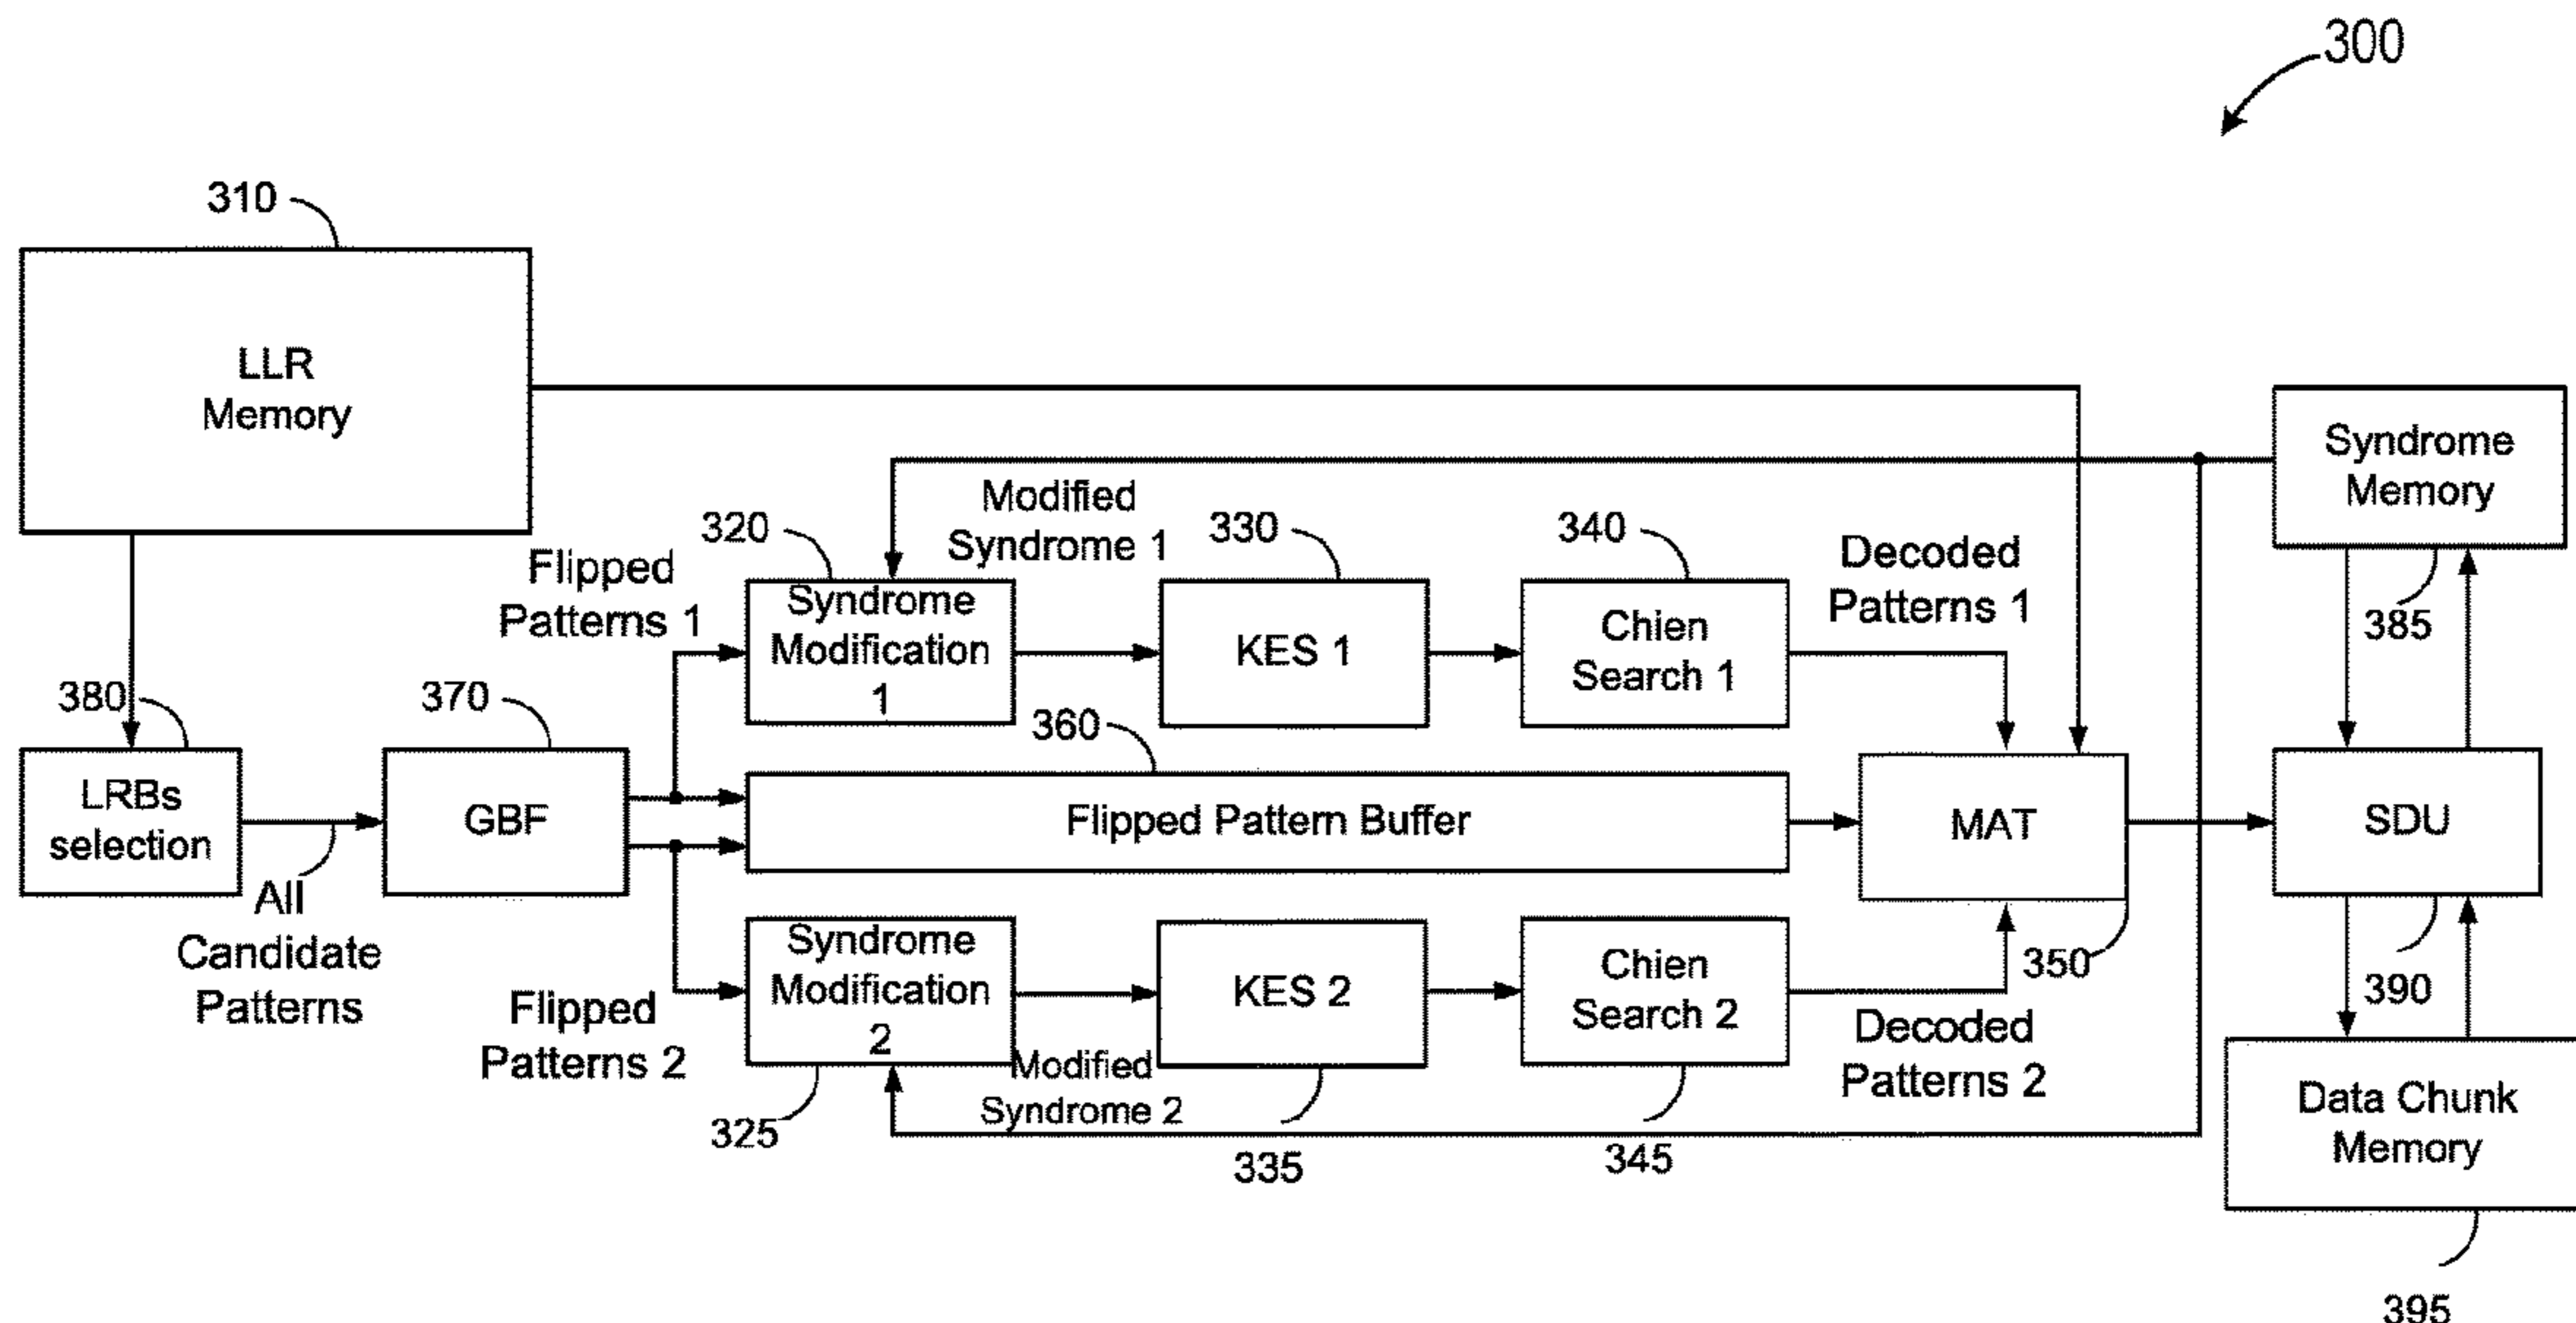 300
310
LLR
Memory
Syndrome
Memory
385
Flipped
Patterns 1
320
Modified
Syndrome 1
330
340
Decoded
Patterns 1
Syndrome
Modification
1
KES 1
Chien
Search 1
380
370
360
LRBs
selection
GBF
Flipped Pattern Buffer
MAT
SDU
All
Candidate
Patterns
350
390
Flipped
Patterns 2
Syndrome
Modification
2
KES 2
Chien
Search 2
Decoded
Patterns 2
325
Modified
Syndrome 2
335
345
Data Chunk
Memory
395